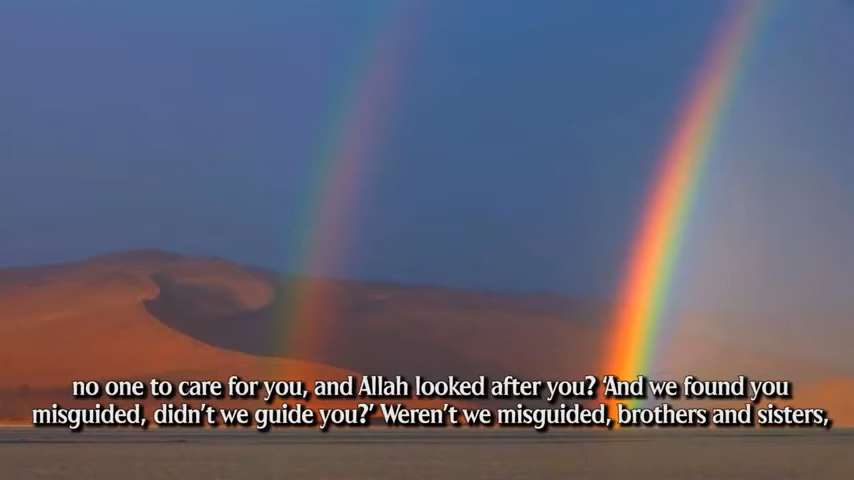 no one to care for you, and Allah looked after you? 'And we found you
misguided, didn't we guide you?' Weren't we misguided, brothers and sisters,